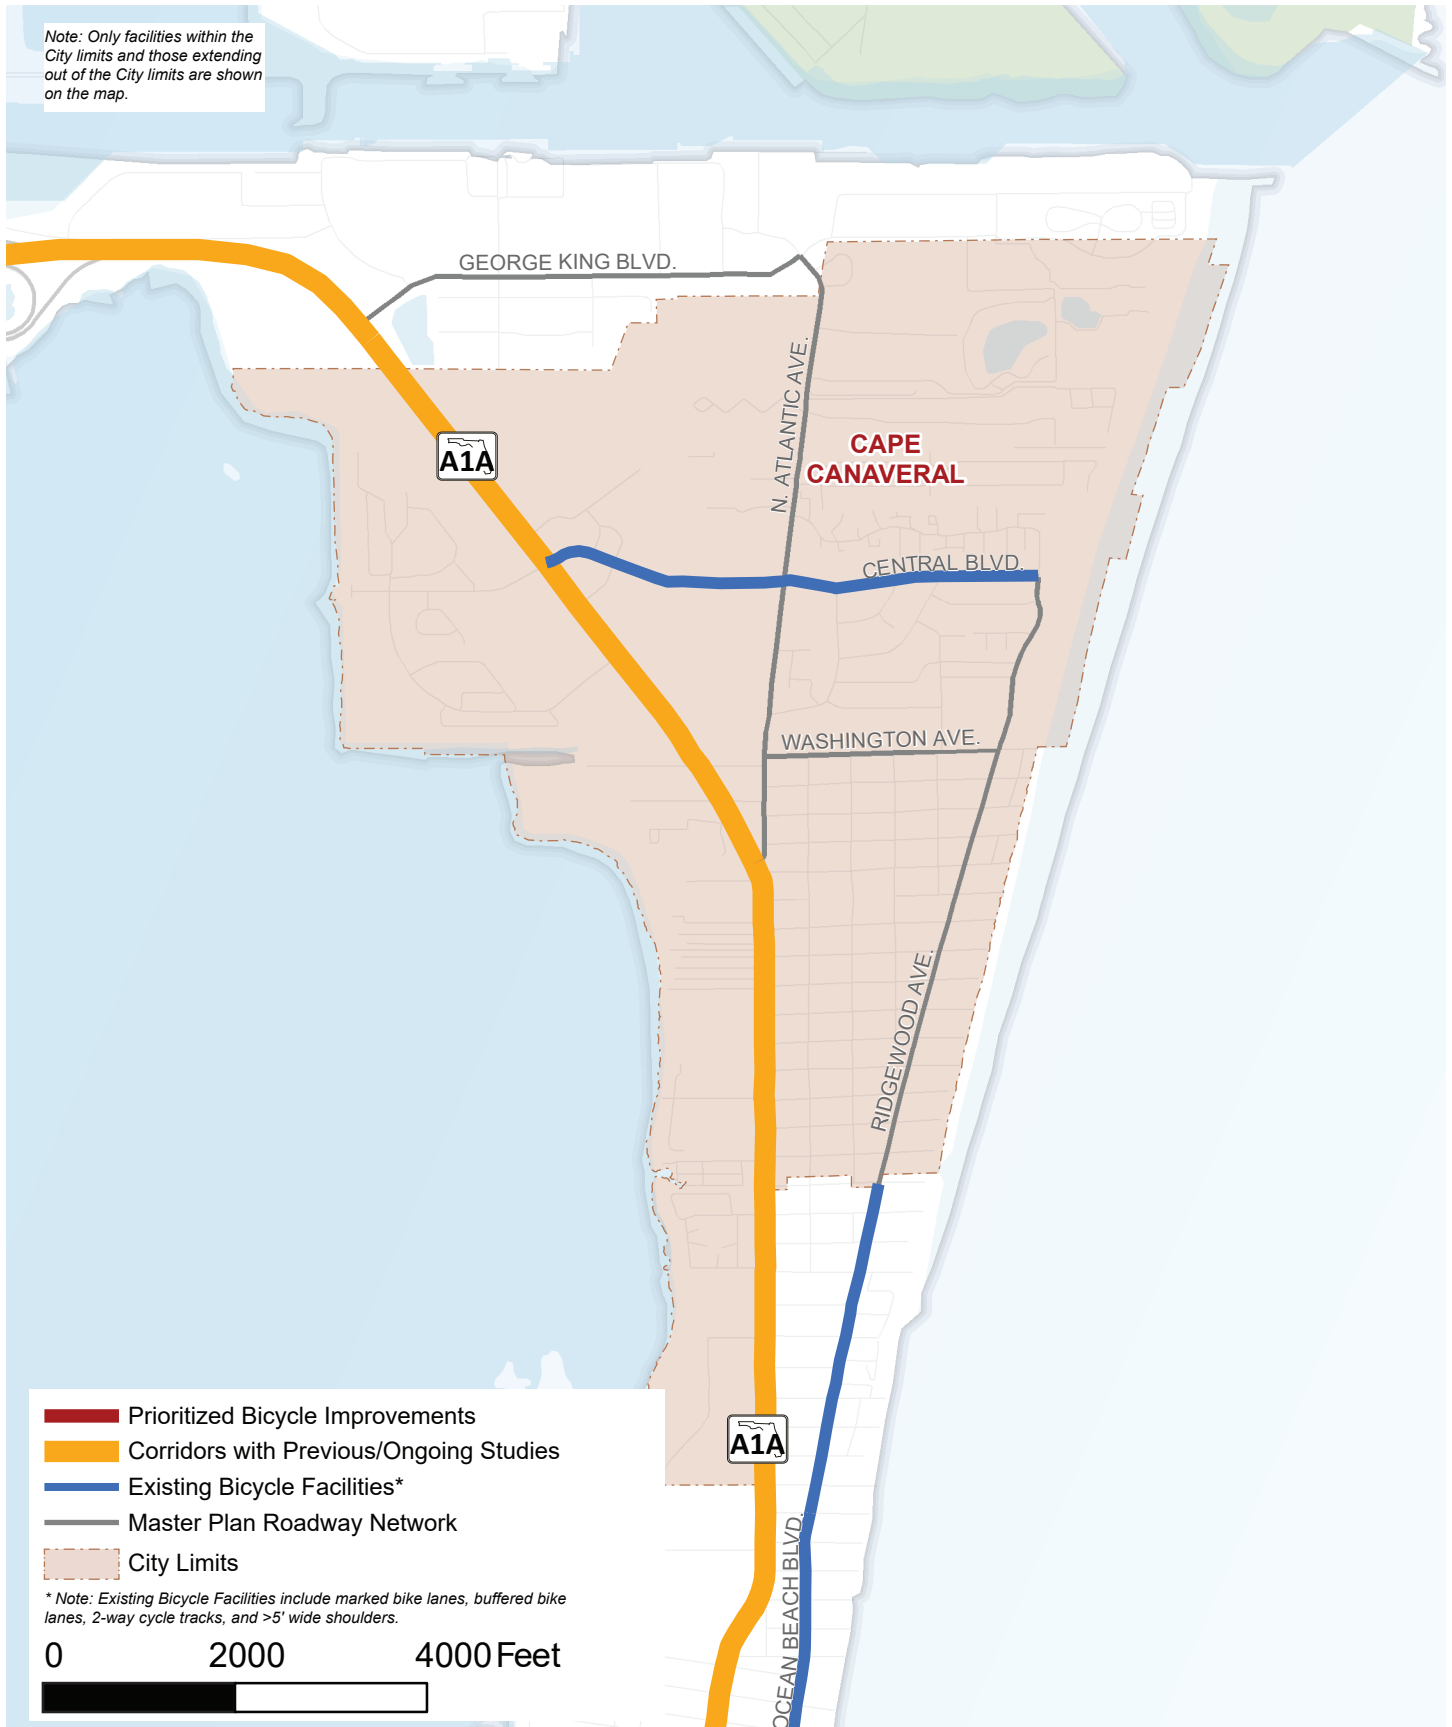 Note: Only facilities within the
City limits and those extending
out of the City limits are shown
on the map.
GEORGE KING BLVD.
N. ATLANTIC AVE.
CAPE
CANAVERAL
A1A
CENTRAL BLVD.
WASHINGTON AVE.
RIDGEWOOD AVE.
A1A
OCEAN BEACH BLVD.
Prioritized Bicycle Improvements
Corridors with Previous/Ongoing Studies
Existing Bicycle Facilities*
Master Plan Roadway Network
City Limits
* Note: Existing Bicycle Facilities include marked bike lanes, buffered bike
lanes, 2-way cycle tracks, and >5' wide shoulders.
0 2000 4000 Feet